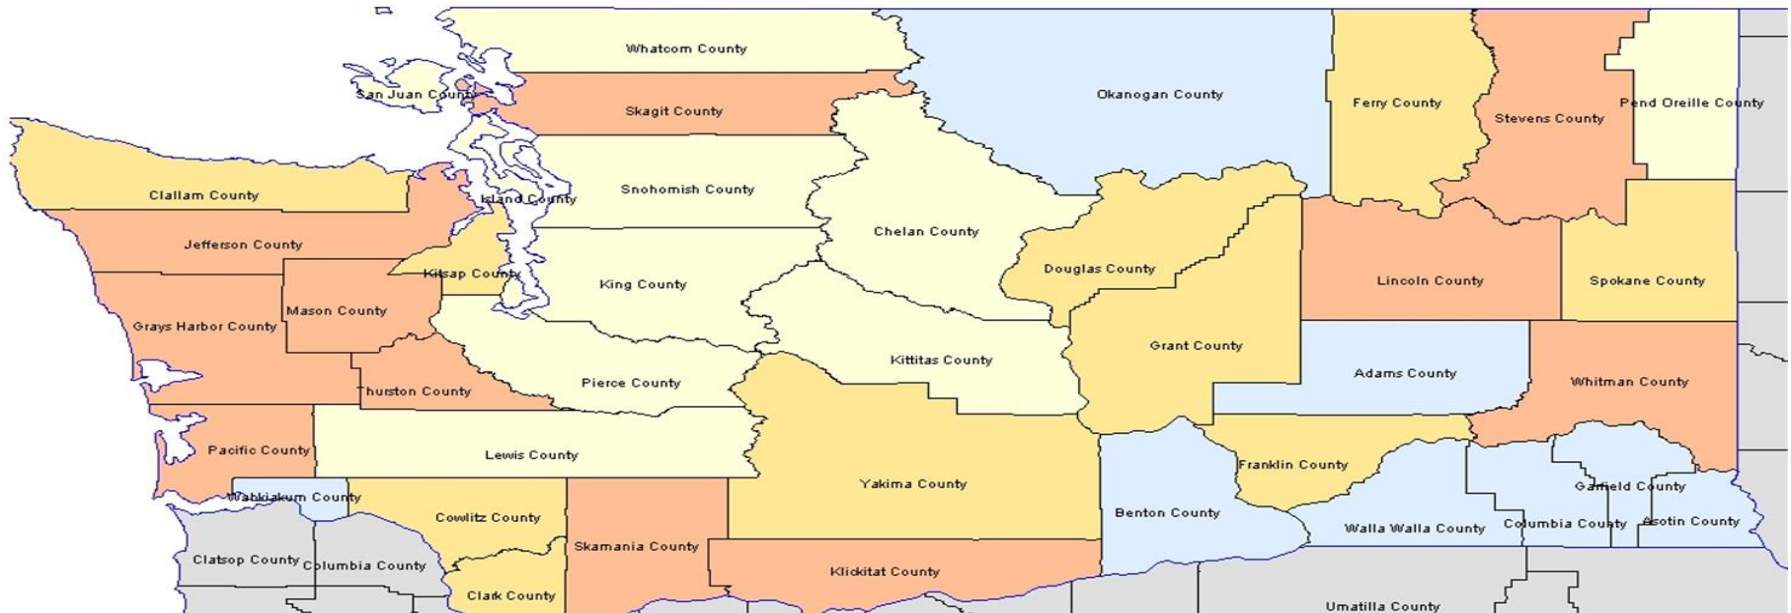 Whatcom County
San Juan County
Skagit County
Okanogan County
Ferry County
Stevens County
Pend Oreille County
Clallam County
Island County
Snohomish County
Jefferson County
Kitsap County
King County
Chelan County
Douglas County
Lincoln County
Spokane County
Grays Harbor County
Mason County
Thurston County
Pierce County
Kittitas County
Grant County
Adams County
Whitman County
Pacific County
Lewis County
Yakima County
Franklin County
Wahkiakum County
Cowlitz County
Benton County
Walla Walla County
Columbia County
Garfield County
Asotin County
Clatsop County
Columbia County
Skamania County
Klickitat County
Clark County
Umatilla County